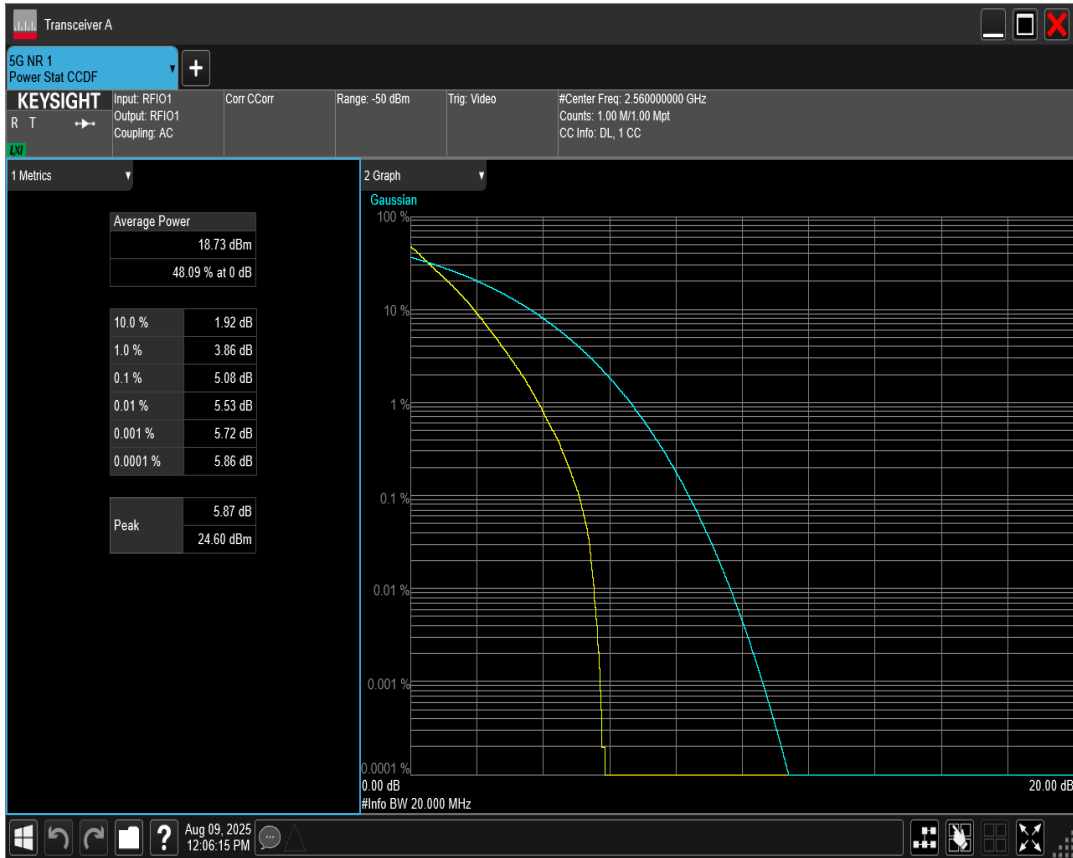 Transceiver A
5G NR 1
Power Stat CCDF
+
KEYSIGHT
R T
LXI
Input: RFIO1
Output: RFIO1
Coupling: AC
Corr CCorr
Range: -50 dBm
Trig: Video
#Center Freq: 2.560000000 GHz
Counts: 1.00 M/1.00 Mpt
CC Info: DL, 1 CC
1 Metrics
Average Power
18.73 dBm
48.09 % at 0 dB
10.0 % 1.92 dB
1.0 % 3.86 dB
0.1 % 5.08 dB
0.01 % 5.53 dB
0.001 % 5.72 dB
0.0001 % 5.86 dB
Peak
5.87 dB
24.60 dBm
2 Graph
Gaussian
100 %
10 %
1 %
0.1 %
0.01 %
0.001 %
0.0001 %
0.00 dB 20.00 dB
#Info BW 20.000 MHz
?
Aug 09, 2025
12:06:15 PM